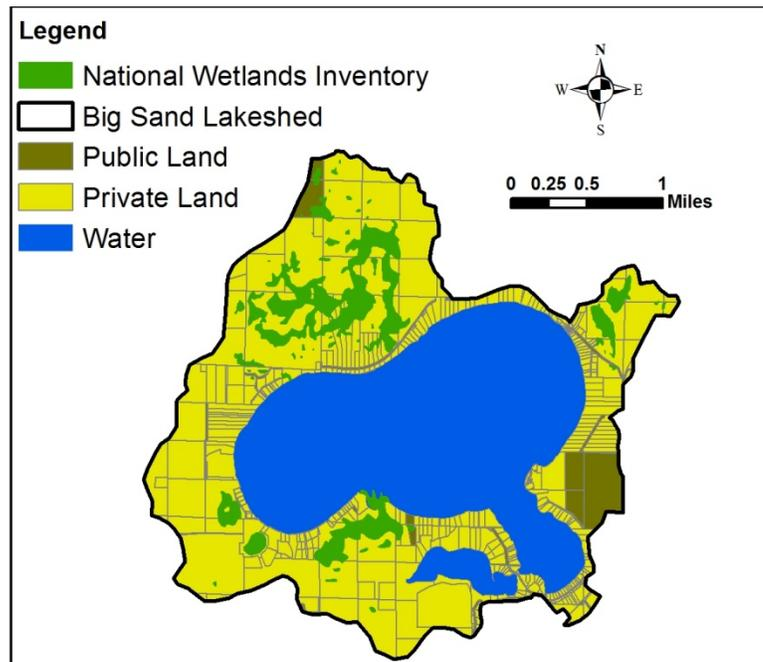 Legend
National Wetlands Inventory
Big Sand Lakeshed
Public Land
Private Land
Water
N
W E
S
0 0.25 0.5 1
Miles